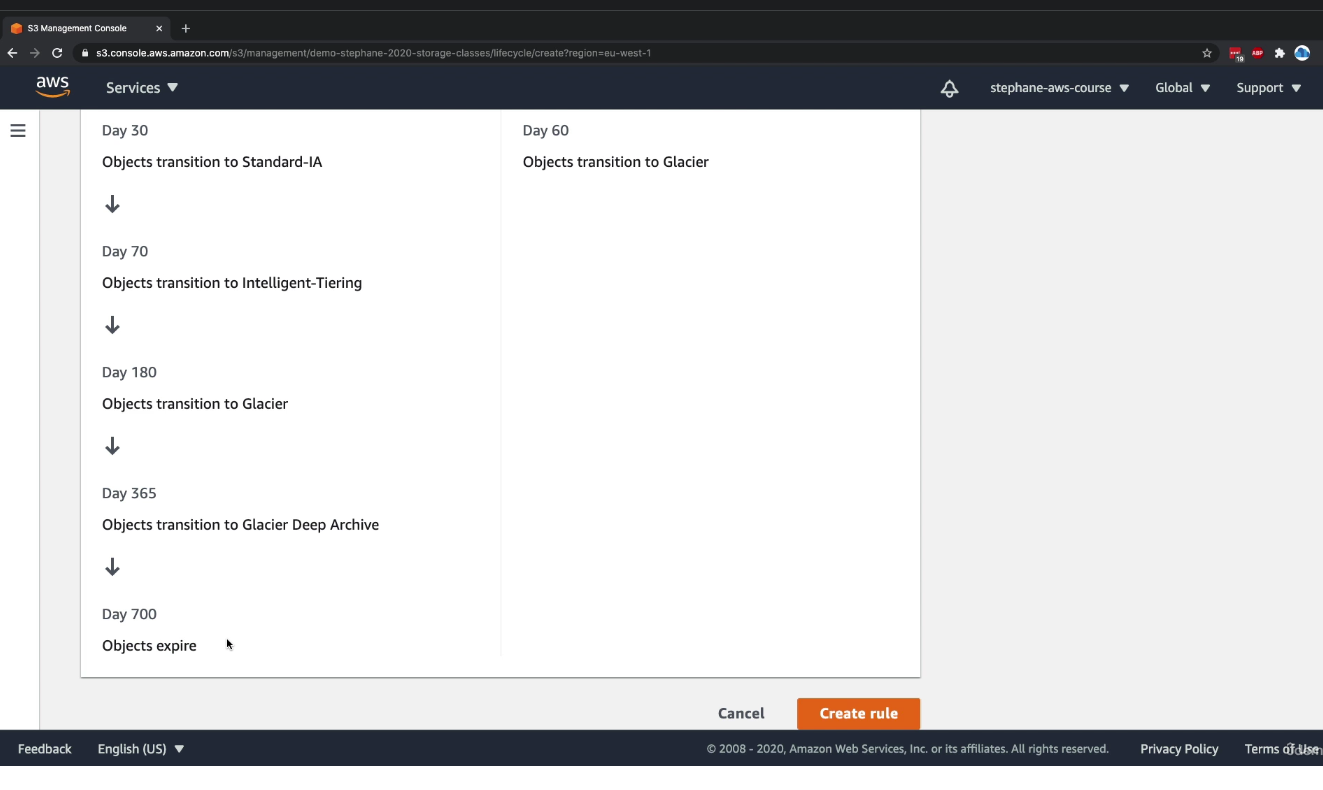 S3 Management Console
s3.console.aws.amazon.com/s3/management/demo-stephane-2020-storage-classes/lifecycle/create?region=eu-west-1
19
ABP
aws
Services
stephane-aws-course
Global
Support
Day 30
Objects transition to Standard-IA
Day 70
Objects transition to Intelligent-Tiering
Day 180
Objects transition to Glacier
Day 365
Objects transition to Glacier Deep Archive
Day 700
Objects expire
Day 60
Objects transition to Glacier
Cancel
Create rule
Feedback
English (US)
© 2008 - 2020, Amazon Web Services, Inc. or its affiliates. All rights reserved.
Privacy Policy
Terms of Use